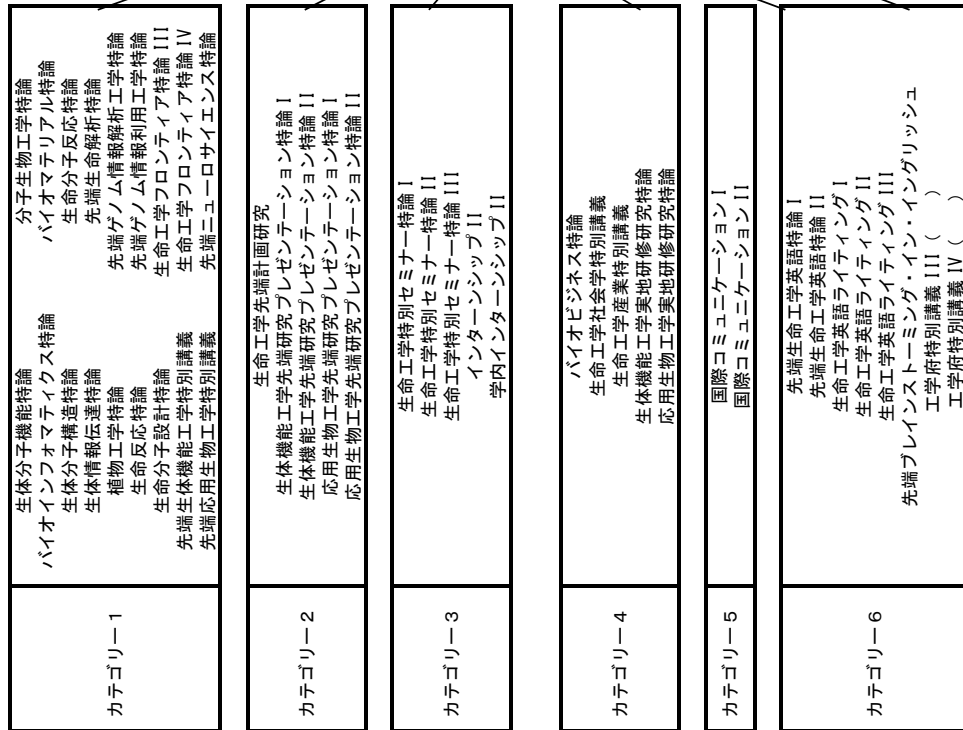 カテゴリー１
生体分子機能特論 分子生物工学特論
バイオインフォマティクス特論 バイオマテリアル特論
生体分子構造特論 生命分子反応特論
生体情報伝達特論 先端生命解析特論
植物工学特論 先端ゲノム情報解析工学特論
生命反応特論 先端ゲノム情報利用工学特論
生命分子設計特論 生命工学フロンティア特論 III
先端生体機能工学特別講義 生命工学フロンティア特論 IV
先端応用生物工学特別講義 先端ニューロサイエンス特論
カテゴリー２
生命工学先端計画研究
生体機能工学先端研究プレゼンテーション特論 I
生体機能工学先端研究プレゼンテーション特論 II
応用生物工学先端研究プレゼンテーション特論 I
応用生物工学先端研究プレゼンテーション特論 II
カテゴリー３
生命工学特別セミナー特論 I
生命工学特別セミナー特論 II
生命工学特別セミナー特論 III
インターンシップ II
学内インターンシップ II
カテゴリー４
バイオビジネス特論
生命工学社会学特別講義
生命工学産業特別講義
生体機能工学実地研修研究特論
応用生物工学実地研修研究特論
カテゴリー５
国際コミュニケーション I
国際コミュニケーション II
カテゴリー６
先端生命工学英語特論 I
先端生命工学英語特論 II
生命工学英語ライティング I
生命工学英語ライティング II
生命工学英語ライティング III
先端ブレインストーミング・イン・イングリッシュ
工学府特別講義 III（　　）
工学府特別講義 IV（　　）